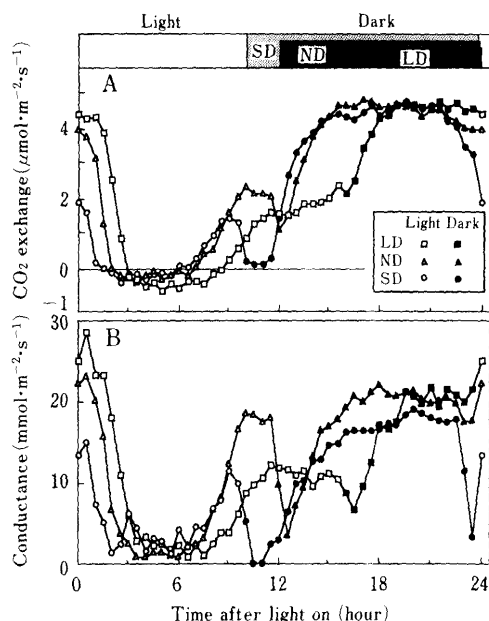 Light Dark
SD ND LD
A
CO2 exchange (μmol·m-2·s-1)
4
2
0
1
Light Dark
LD
ND
SD
B
Conductance (mmol·m-2·s-1)
30
20
10
0
0 6 12 18 24
Time after light on (hour)